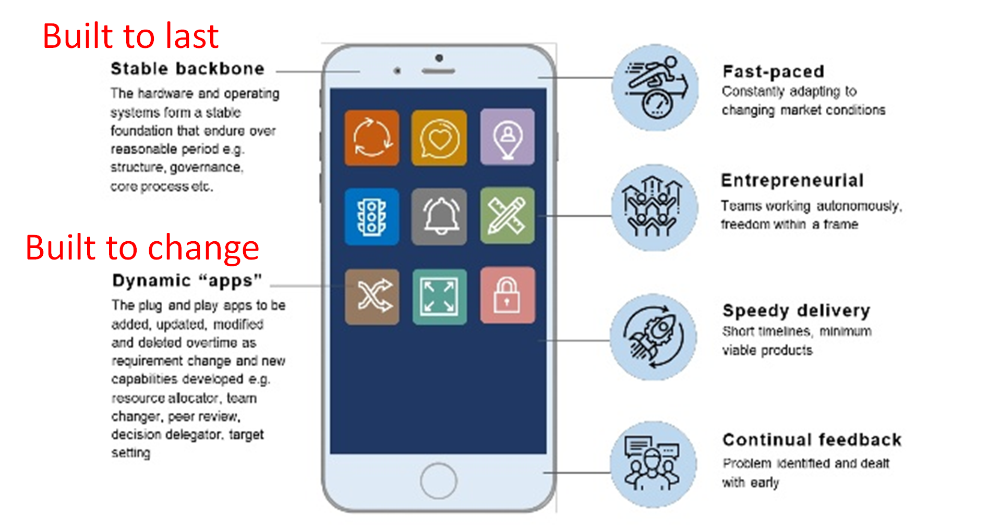 Built to last
Stable backbone
The hardware and operating
systems form a stable
foundation that endure over
reasonable period e.g.
structure, governance,
core process etc.
Built to change
Dynamic “apps”
The plug and play apps to be
added, updated, modified
and deleted overtime as
requirement change and new
capabilities developed e.g.
resource allocator, team
changer, peer review,
decision delegator, target
setting
Fast-paced
Constantly adapting to
changing market conditions
Entrepreneurial
Teams working autonomously,
freedom within a frame
Speedy delivery
Short timelines, minimum
viable products
Continual feedback
Problem identified and dealt
with early